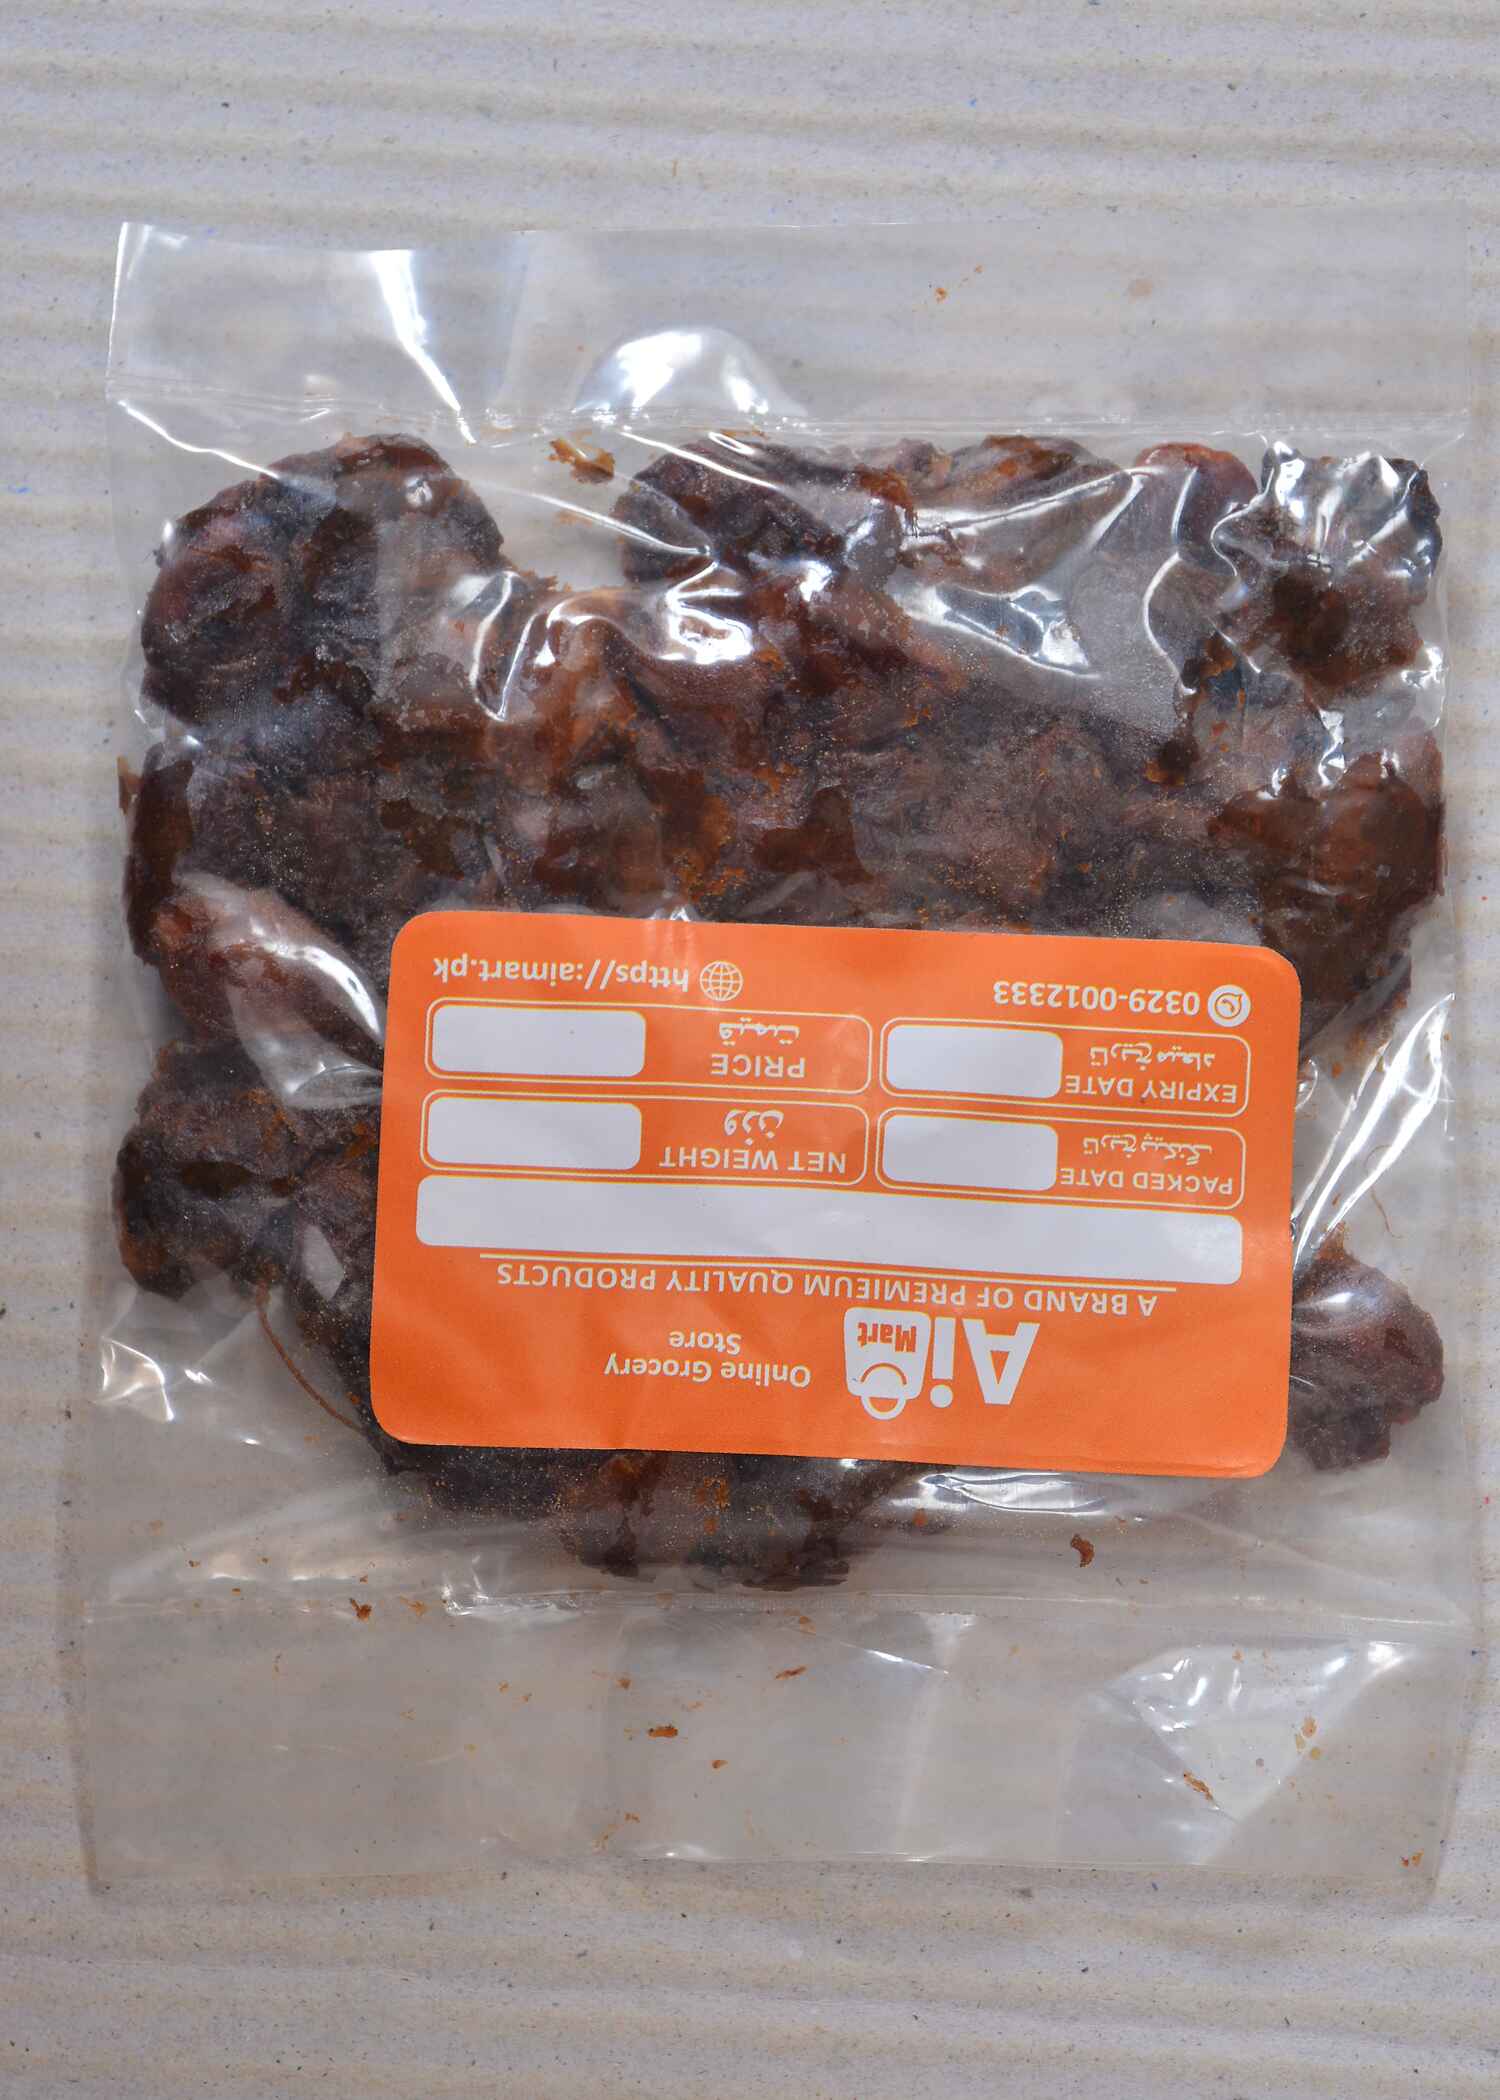 Ai Mart
Online Grocery
Store
A BRAND OF PREMIEUM QUALITY PRODUCTS
PACKED DATE
تاریخ پیکنگ
NET WEIGHT
وزن
EXPIRY DATE
تاریخ میعاد
PRICE
قیمت
0329-0012333
https//:aimart.pk